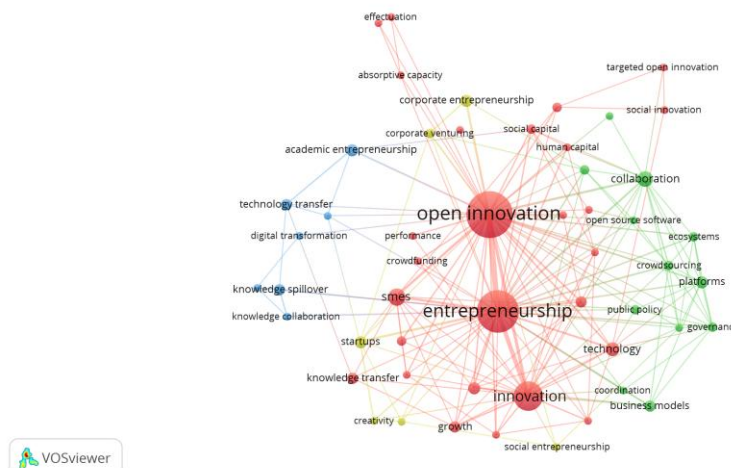 effectuation
targeted open innovation
absorptive capacity
corporate entrepreneurship
social innovation
corporate venturing
social capital
human capital
academic entrepreneurship
collaboration
technology transfer
open innovation
open source software
digital transformation
performance
ecosystems
crowdfunding
crowdsourcing
platforms
knowledge spillover
smes
entrepreneurship
public policy
knowledge collaboration
governanc
startups
technology
knowledge transfer
coordination
innovation
business models
creativity
growth
social entrepreneurship
VOSviewer